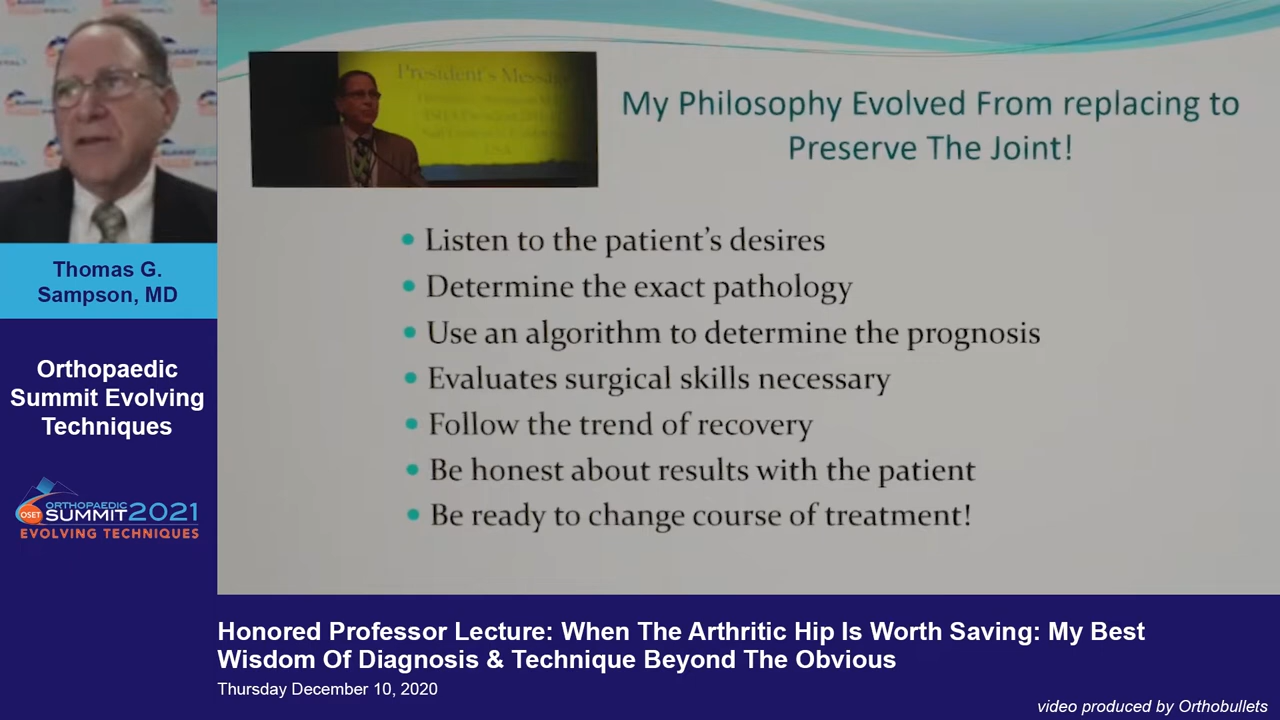 Thomas G.
Sampson, MD
Orthopaedic
Summit Evolving
Techniques
OSET
ORTHOPAEDIC
SUMMIT 2021
EVOLVING TECHNIQUES
President's
My Philosophy Evolved From replacing to
Preserve The Joint!
• Listen to the patient's desires
• Determine the exact pathology
• Use an algorithm to determine the prognosis
• Evaluates surgical skills necessary
• Follow the trend of recovery
• Be honest about results with the patient
• Be ready to change course of treatment!
Honored Professor Lecture: When The Arthritic Hip Is Worth Saving: My Best
Wisdom Of Diagnosis & Technique Beyond The Obvious
Thursday December 10, 2020
video produced by Orthobullets